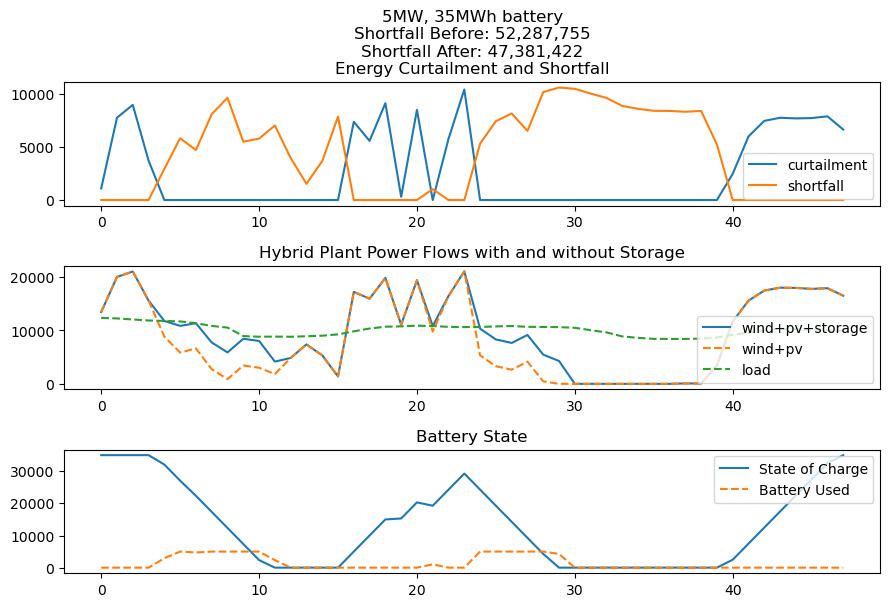 5MW, 35MWh battery
Shortfall Before: 52,287,755
Shortfall After: 47,381,422
Energy Curtailment and Shortfall
10000
5000
0
curtailment
shortfall
0 10 20 30 40
Hybrid Plant Power Flows with and without Storage
20000
10000
0
wind+pv+storage
wind+pv
load
0 10 20 30 40
Battery State
30000
20000
10000
0
State of Charge
Battery Used
0 10 20 30 40